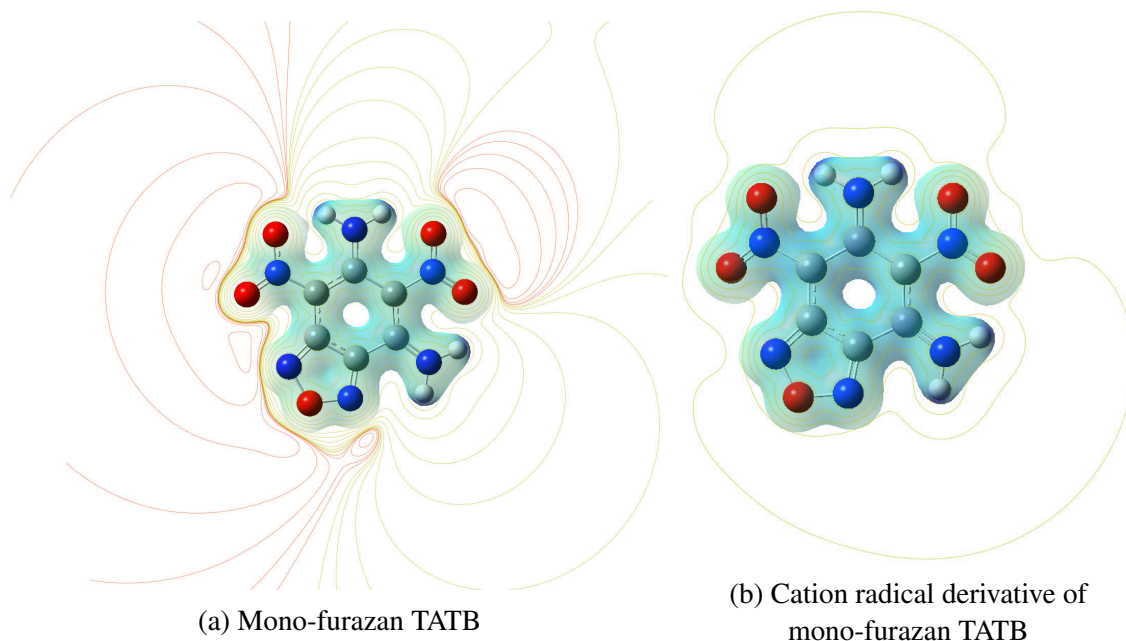 (a) Mono-furazan TATB
(b) Cation radical derivative of
mono-furazan TATB